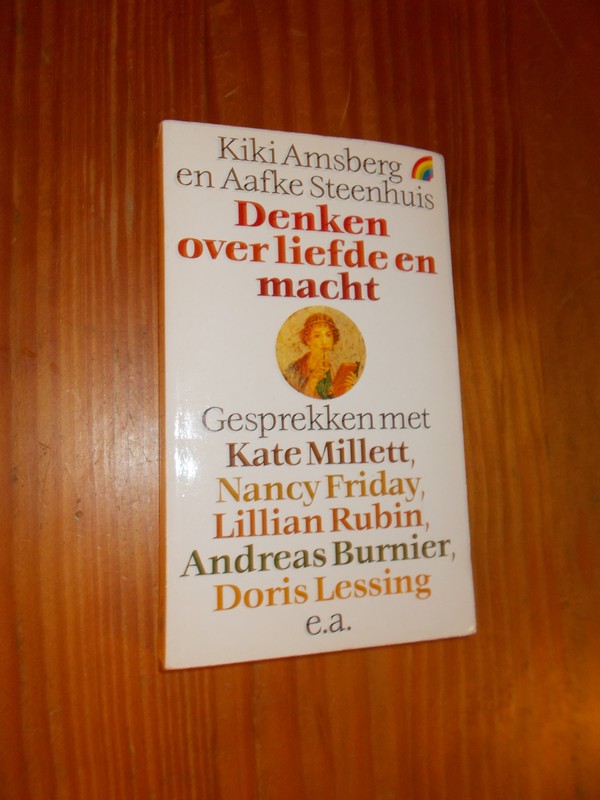 Kiki Amsberg
en Aafke Steenhuis
Denken
over liefde en
macht
Gesprekken met
Kate Millett,
Nancy Friday,
Lillian Rubin,
Andreas Burnier,
Doris Lessing
e.a.